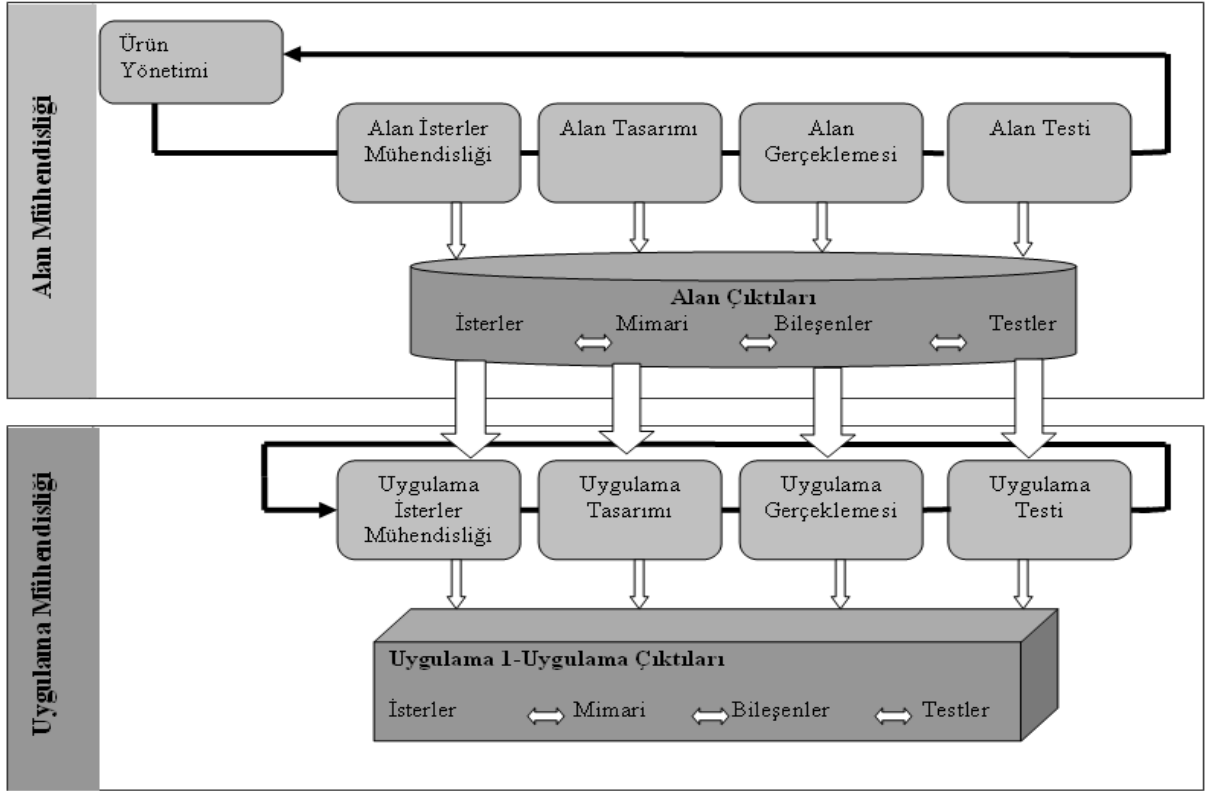 Alan Mühendisliği
Ürün
Yönetimi
Alan İsterler
Mühendisliği
Alan Tasarımı
Alan
Gerçeklemesi
Alan Testi
Alan Çıktıları
İsterler Mimari Bileşenler Testler
Uygulama Mühendisliği
Uygulama
İsterler
Mühendisliği
Uygulama
Tasarımı
Uygulama
Gerçeklemesi
Uygulama
Testi
Uygulama 1-Uygulama Çıktıları
İsterler Mimari Bileşenler Testler